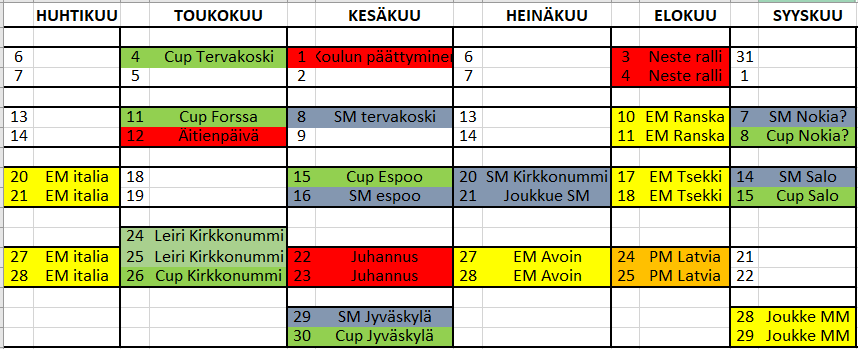 HUHTIKUU TOUKOKUU KESÄKUU HEINÄKUU ELOKUU SYYSKUU
6 4 Cup Tervakoski 1 Koulun päättyminen 6 3 Neste ralli 31
7 5 2 7 4 Neste ralli 1
13 11 Cup Forssa 8 SM tervakoski 13 10 EM Ranska 7 SM Nokia?
14 12 Äitienpäivä 9 14 11 EM Ranska 8 Cup Nokia?
20 EM italia 18 15 Cup Espoo 20 SM Kirkkonummi 17 EM Tsekki 14 SM Salo
21 EM italia 19 16 SM espoo 21 Joukkue SM 18 EM Tsekki 15 Cup Salo
24 Leiri Kirkkonummi
27 EM italia 25 Leiri Kirkkonummi 22 Juhannus 27 EM Avoin 24 PM Latvia 21
28 EM italia 26 Cup Kirkkonummi 23 Juhannus 28 EM Avoin 25 PM Latvia 22
29 SM Jyväskylä 28 Joukke MM
30 Cup Jyväskylä 29 Joukke MM